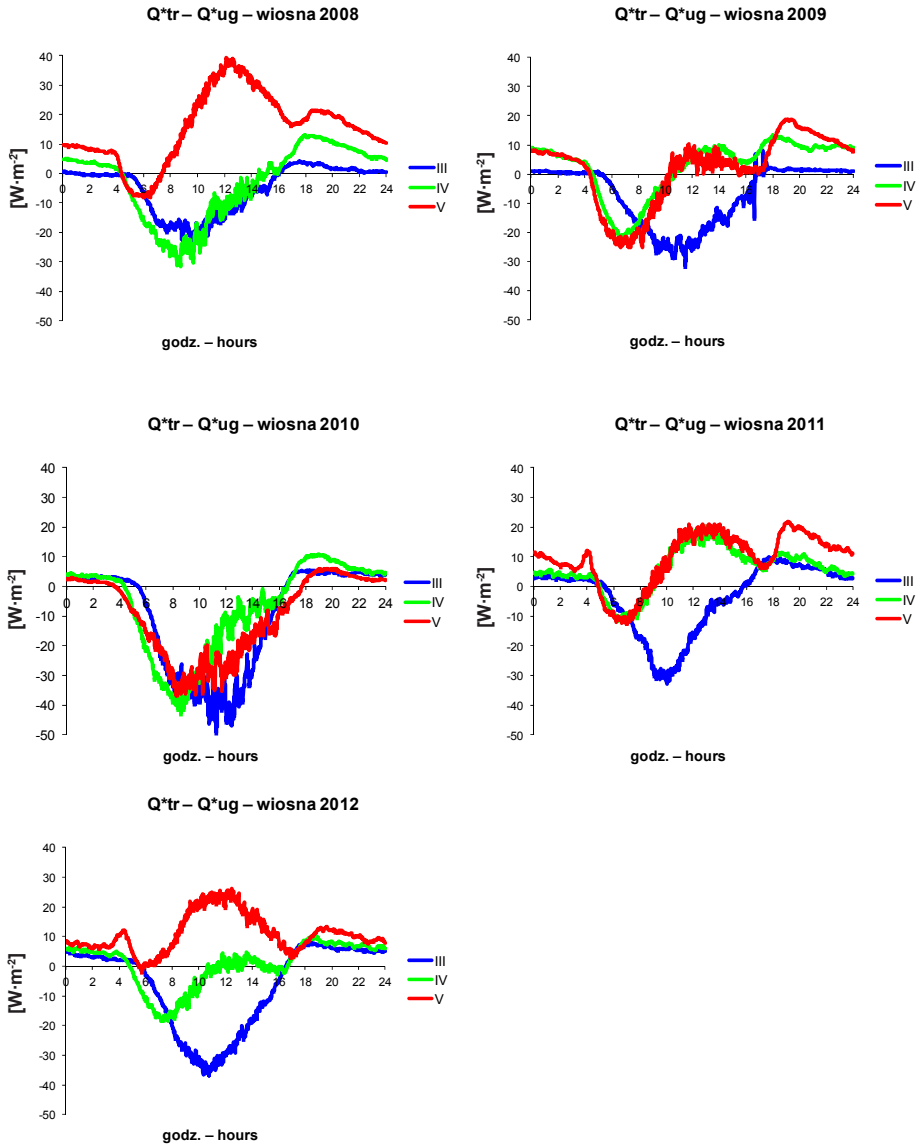 Q*tr – Q*ug – wiosna 2008
[W·m-2]
40
30
20
10
0
-10
-20
-30
-40
-50
0 2 4 6 8 10 12 14 16 18 20 22 24
III
IV
V
godz. – hours
Q*tr – Q*ug – wiosna 2009
[W·m-2]
40
30
20
10
0
-10
-20
-30
-40
-50
0 2 4 6 8 10 12 14 16 18 20 22 24
III
IV
V
godz. – hours
Q*tr – Q*ug – wiosna 2010
[W·m-2]
40
30
20
10
0
-10
-20
-30
-40
-50
0 2 4 6 8 10 12 14 16 18 20 22 24
III
IV
V
godz. – hours
Q*tr – Q*ug – wiosna 2011
[W·m-2]
40
30
20
10
0
-10
-20
-30
-40
-50
0 2 4 6 8 10 12 14 16 18 20 22 24
III
IV
V
godz. – hours
Q*tr – Q*ug – wiosna 2012
[W·m-2]
40
30
20
10
0
-10
-20
-30
-40
-50
0 2 4 6 8 10 12 14 16 18 20 22 24
III
IV
V
godz. – hours